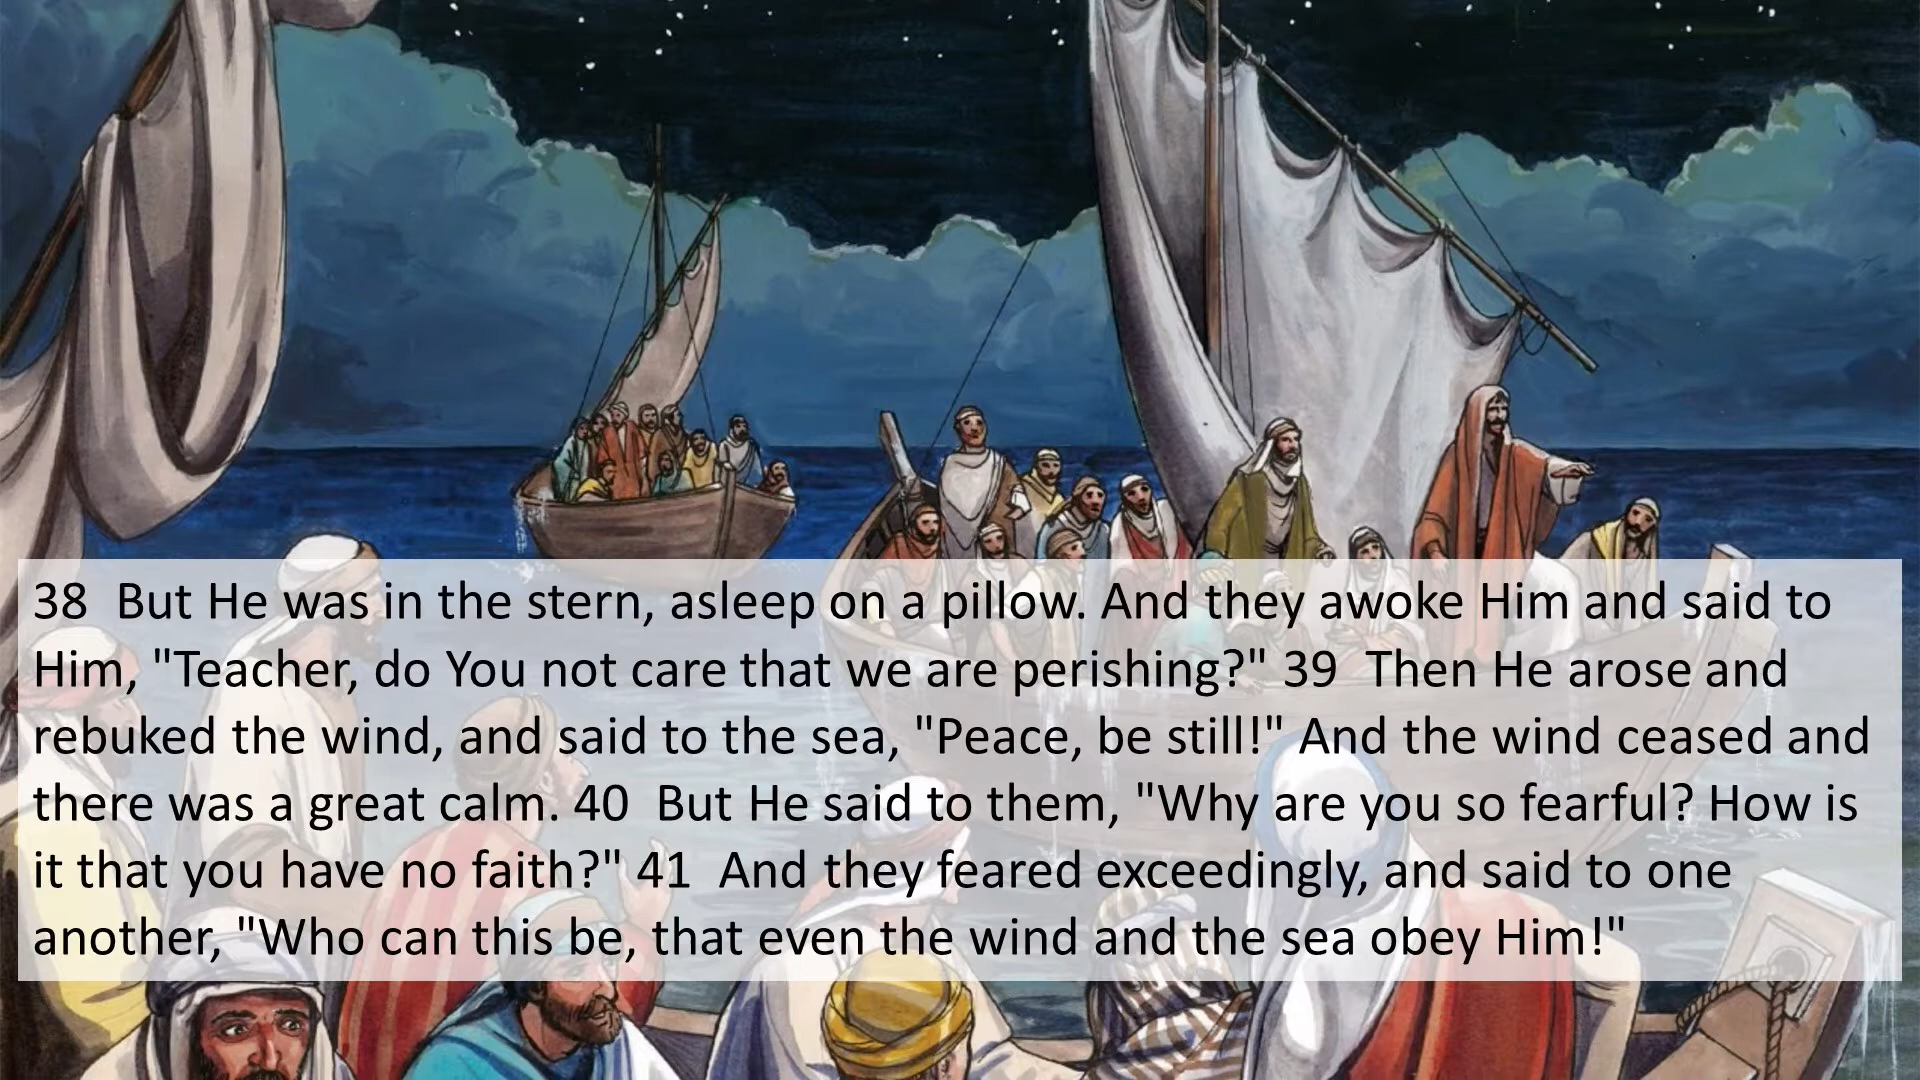 38  But He was in the stern, asleep on a pillow. And they awoke Him and said to
Him, "Teacher, do You not care that we are perishing?" 39  Then He arose and
rebuked the wind, and said to the sea, "Peace, be still!" And the wind ceased and
there was a great calm. 40  But He said to them, "Why are you so fearful? How is
it that you have no faith?" 41  And they feared exceedingly, and said to one
another, "Who can this be, that even the wind and the sea obey Him!"